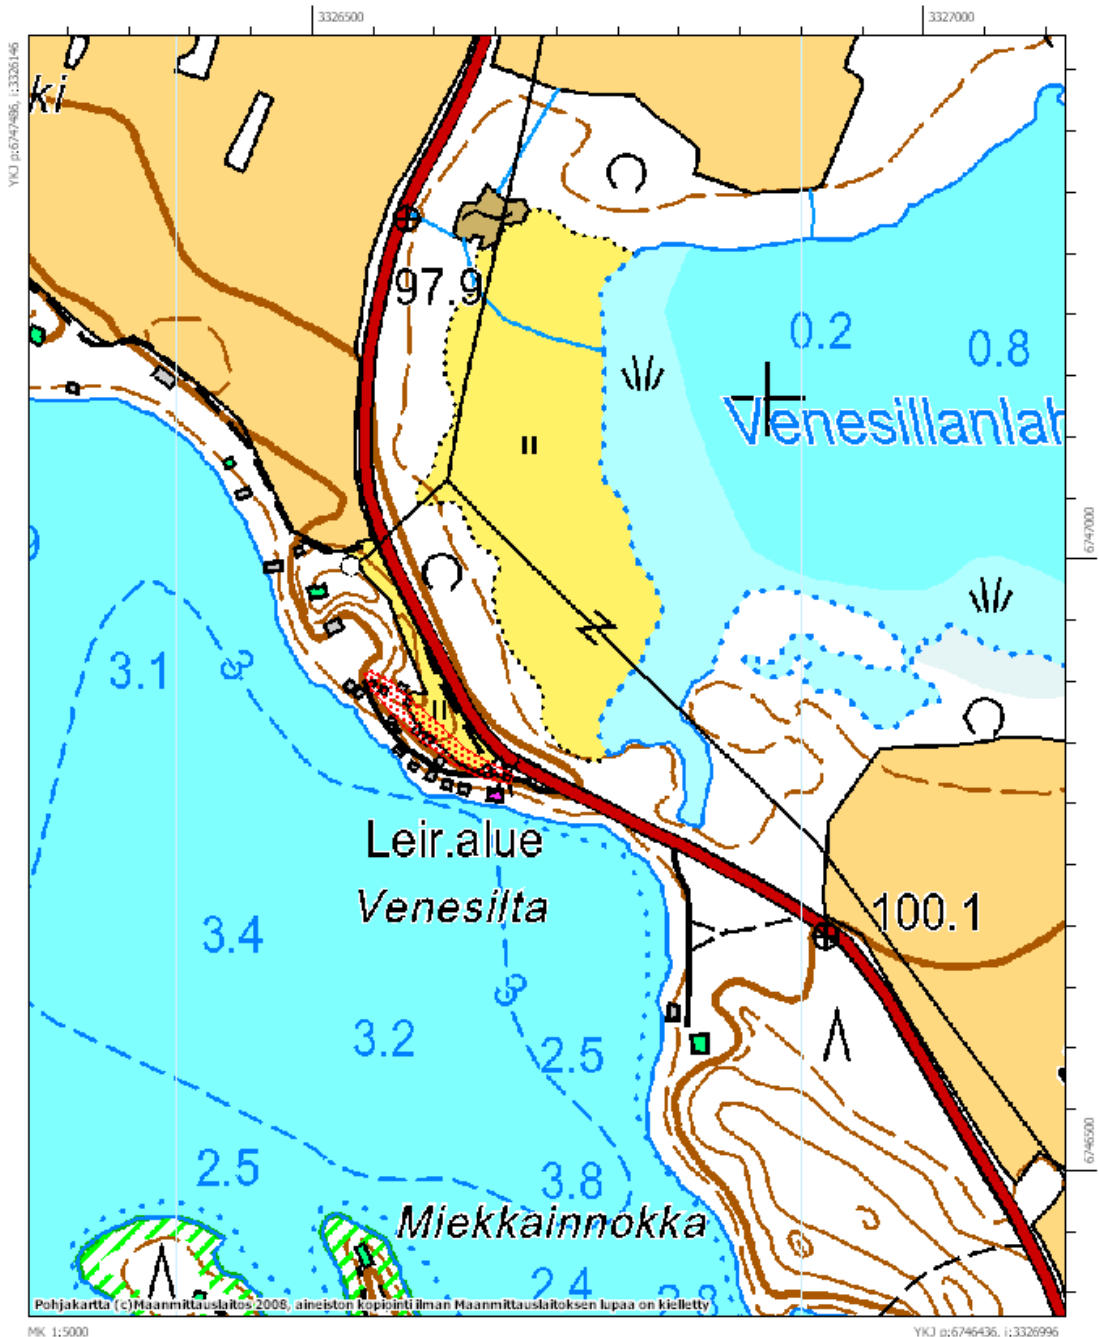 3326500
3327000
YKJ p:6747486, i:3326146
ki
97.9
0.2
0.8
Venesillanlah
6747000
3.1
3
Leir.alue
Venesilta
100.1
3.4
3
3.2
2.5
6746500
2.5
3.8
Miekkainnokka
2.4
Pohjakartta (c)Maanmittauslaitos 2008, aineiston kopiointi ilman Maanmittauslaitoksen lupaa on kielletty
MK 1:5000
YKJ p:6746436, i:3326996